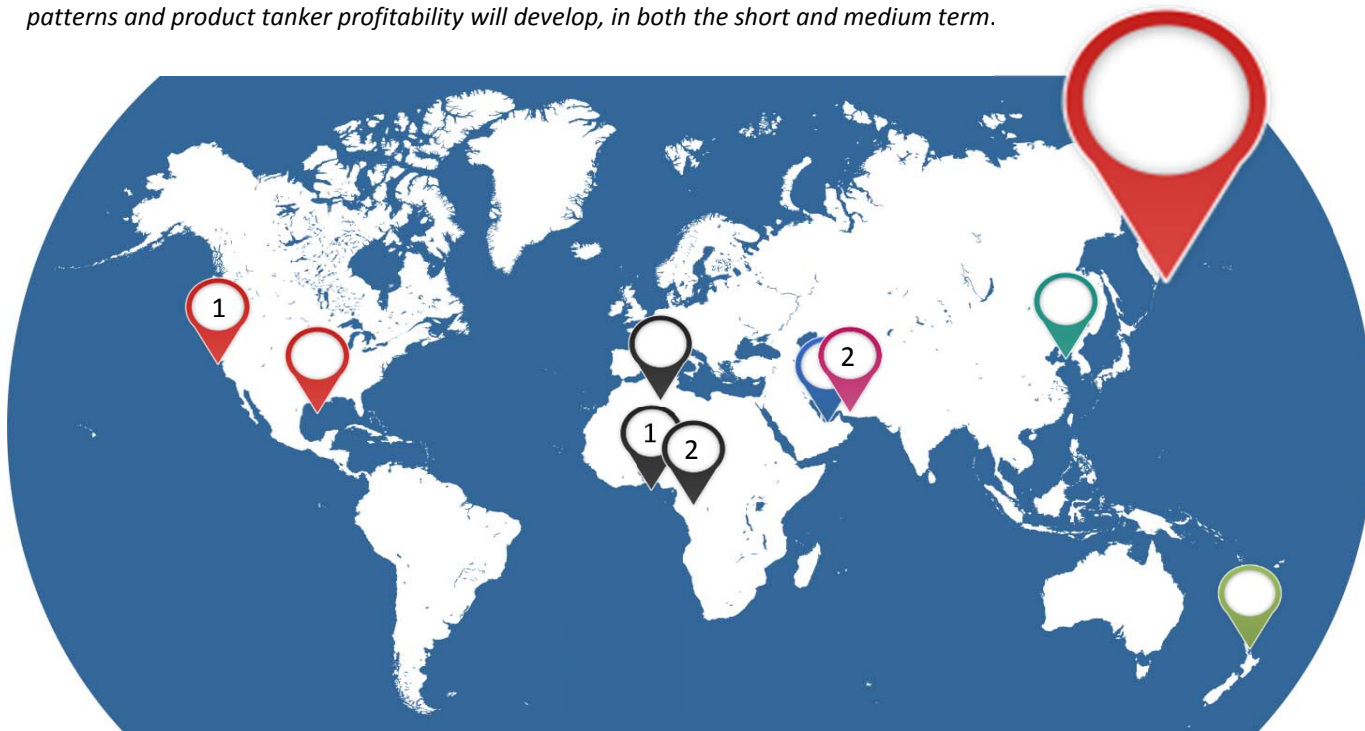 patterns and product tanker profitability will develop, in both the short and medium term.
1
2
1
2